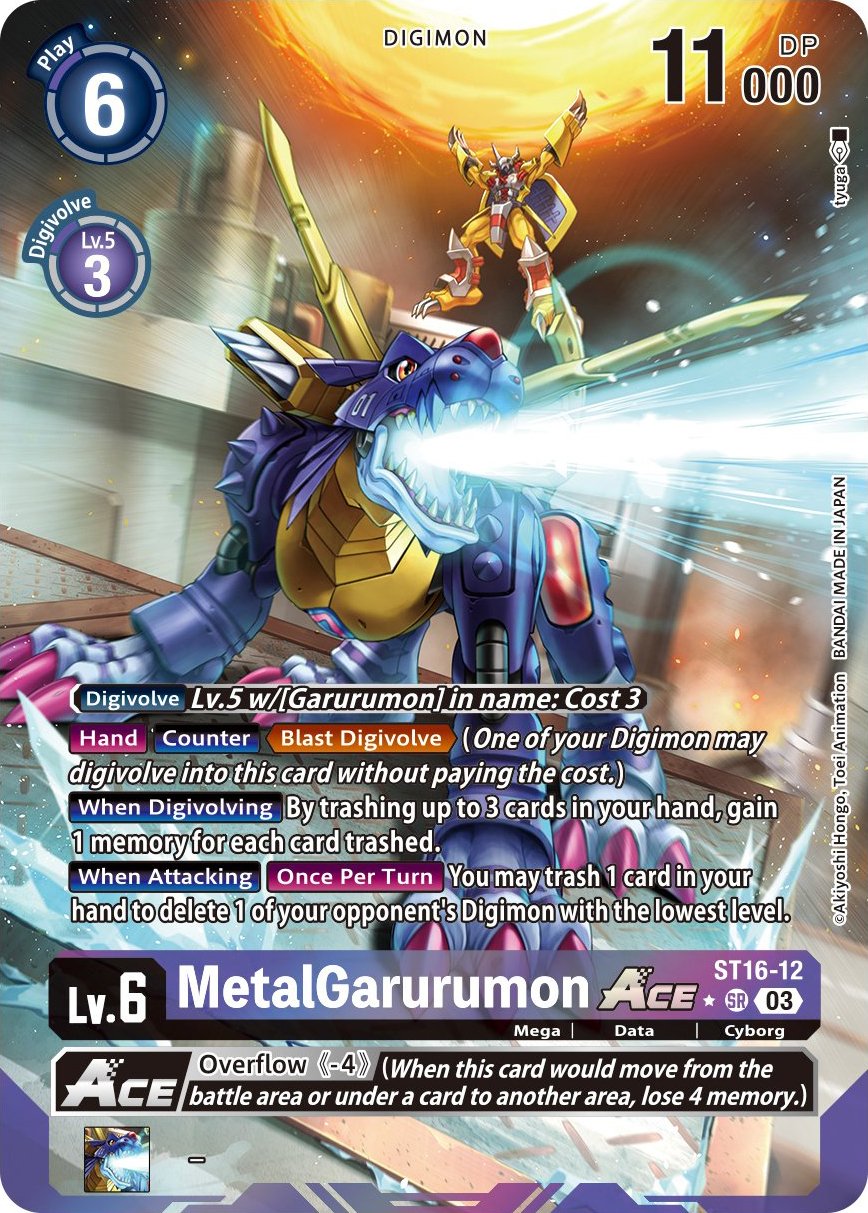 DIGIMON
Play
6
11000
DP
Digivolve
Lv.5
3
tyuga
01
BANDAI MADE IN JAPAN
©Akiyoshi Hongo, Toei Animation
Digivolve Lv.5 w/[Garurumon] in name: Cost 3
Hand Counter Blast Digivolve (One of your Digimon may
digivolve into this card without paying the cost.)
When Digivolving By trashing up to 3 cards in your hand, gain
1 memory for each card trashed.
When Attacking Once Per Turn You may trash 1 card in your
hand to delete 1 of your opponent's Digimon with the lowest level.
Lv.6 MetalGarurumon ACE
ST16-12
★ SR 03
Mega | Data | Cyborg
ACE Overflow《-4》(When this card would move from the
battle area or under a card to another area, lose 4 memory.)
-